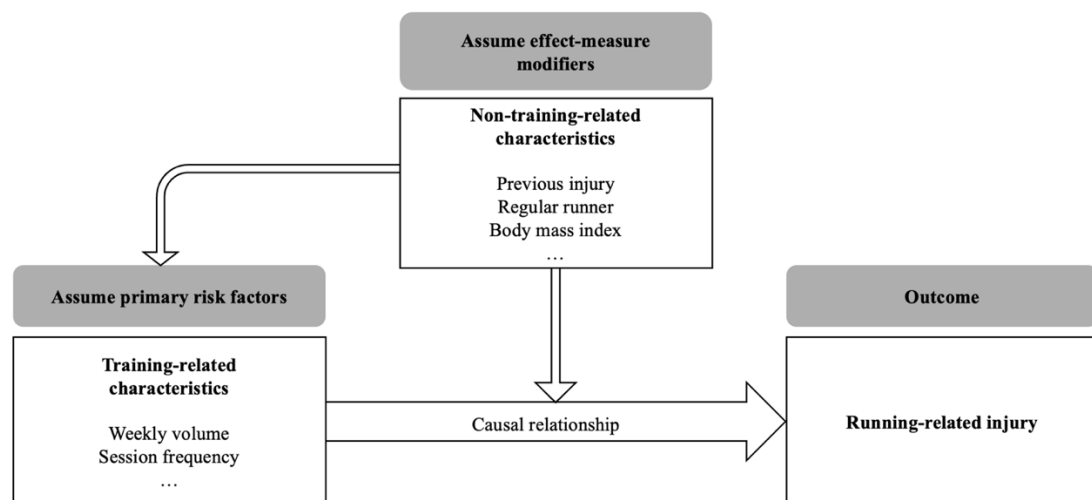 Assume effect-measure
modifiers
Non-training-related
characteristics
Previous injury
Regular runner
Body mass index
…
Assume primary risk factors
Training-related
characteristics
Weekly volume
Session frequency
…
Causal relationship
Outcome
Running-related injury